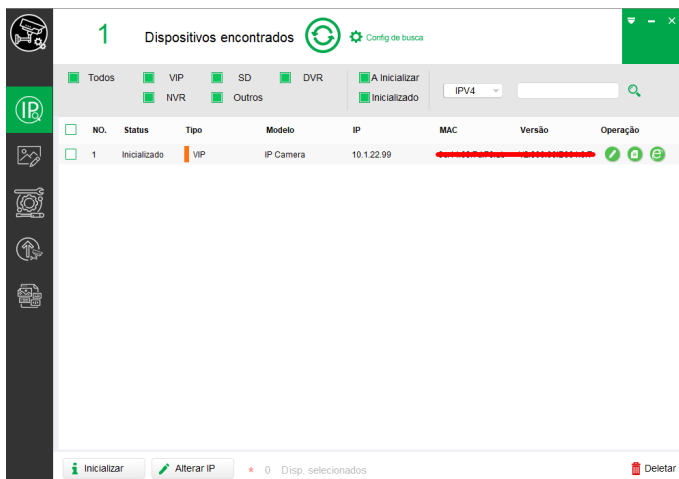 1 Dispositivos encontrados Config de busca
Todos VIP SD DVR A Inicializar
NVR Outros Inicializado
IPV4
IP
NO. Status Tipo Modelo IP MAC Versão Operação
1 Inicializado VIP IP Camera 10.1.22.99
Inicializar Alterar IP * 0 Disp. selecionados Deletar